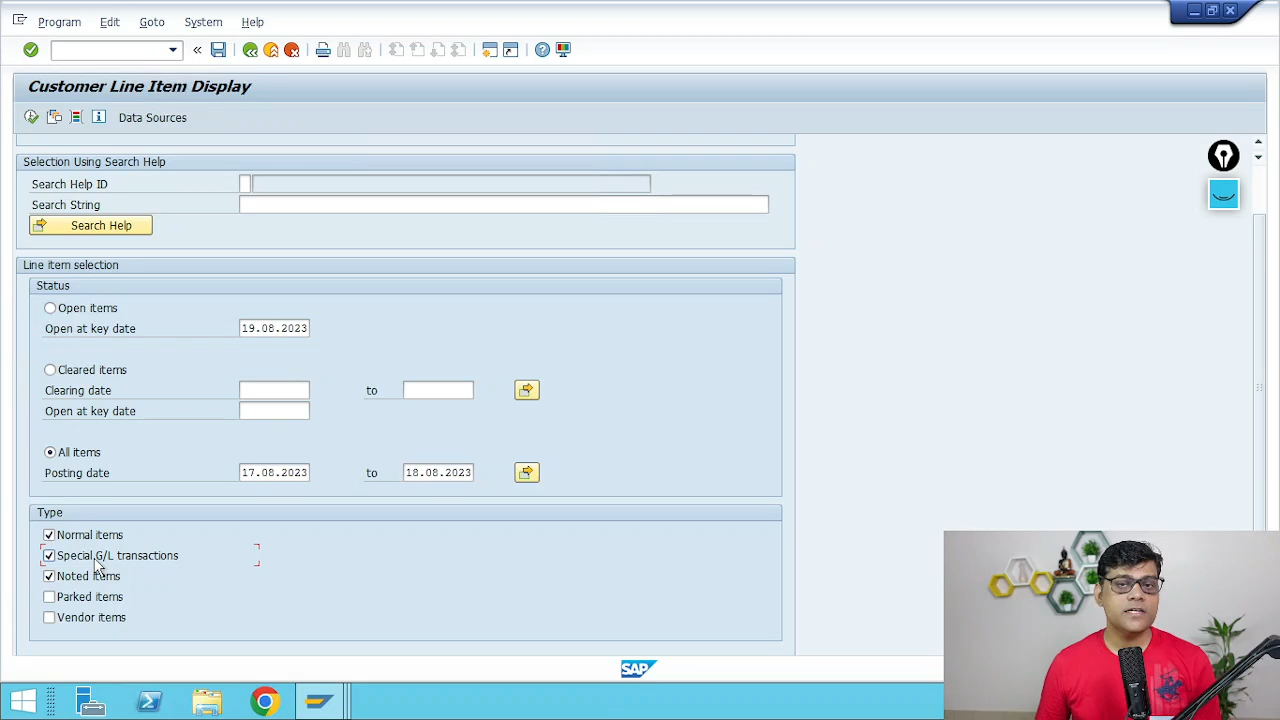 Program Edit Goto System Help
Customer Line Item Display
Data Sources
Selection Using Search Help
Search Help ID
Search String
Search Help
Line item selection
Status
Open items
Open at key date 19.08.2023
Cleared items
Clearing date to
Open at key date
All items
Posting date 17.08.2023 to 18.08.2023
Type
Normal items
Special G/L transactions
Noted items
Parked items
Vendor items
SAP